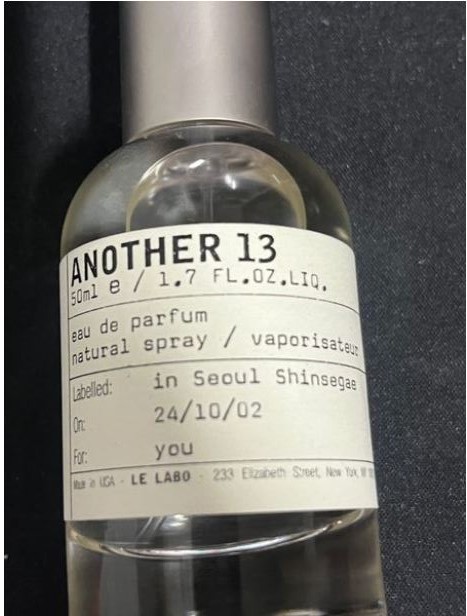 ANOTHER 13
50ml e / 1.7 FL.OZ.LIQ.
eau de parfum
natural spray / vaporisateur
Labelled: in Seoul Shinsegae
On: 24/10/02
For: you
Made in USA - LE LABO - 233 Elizabeth Street, New York,